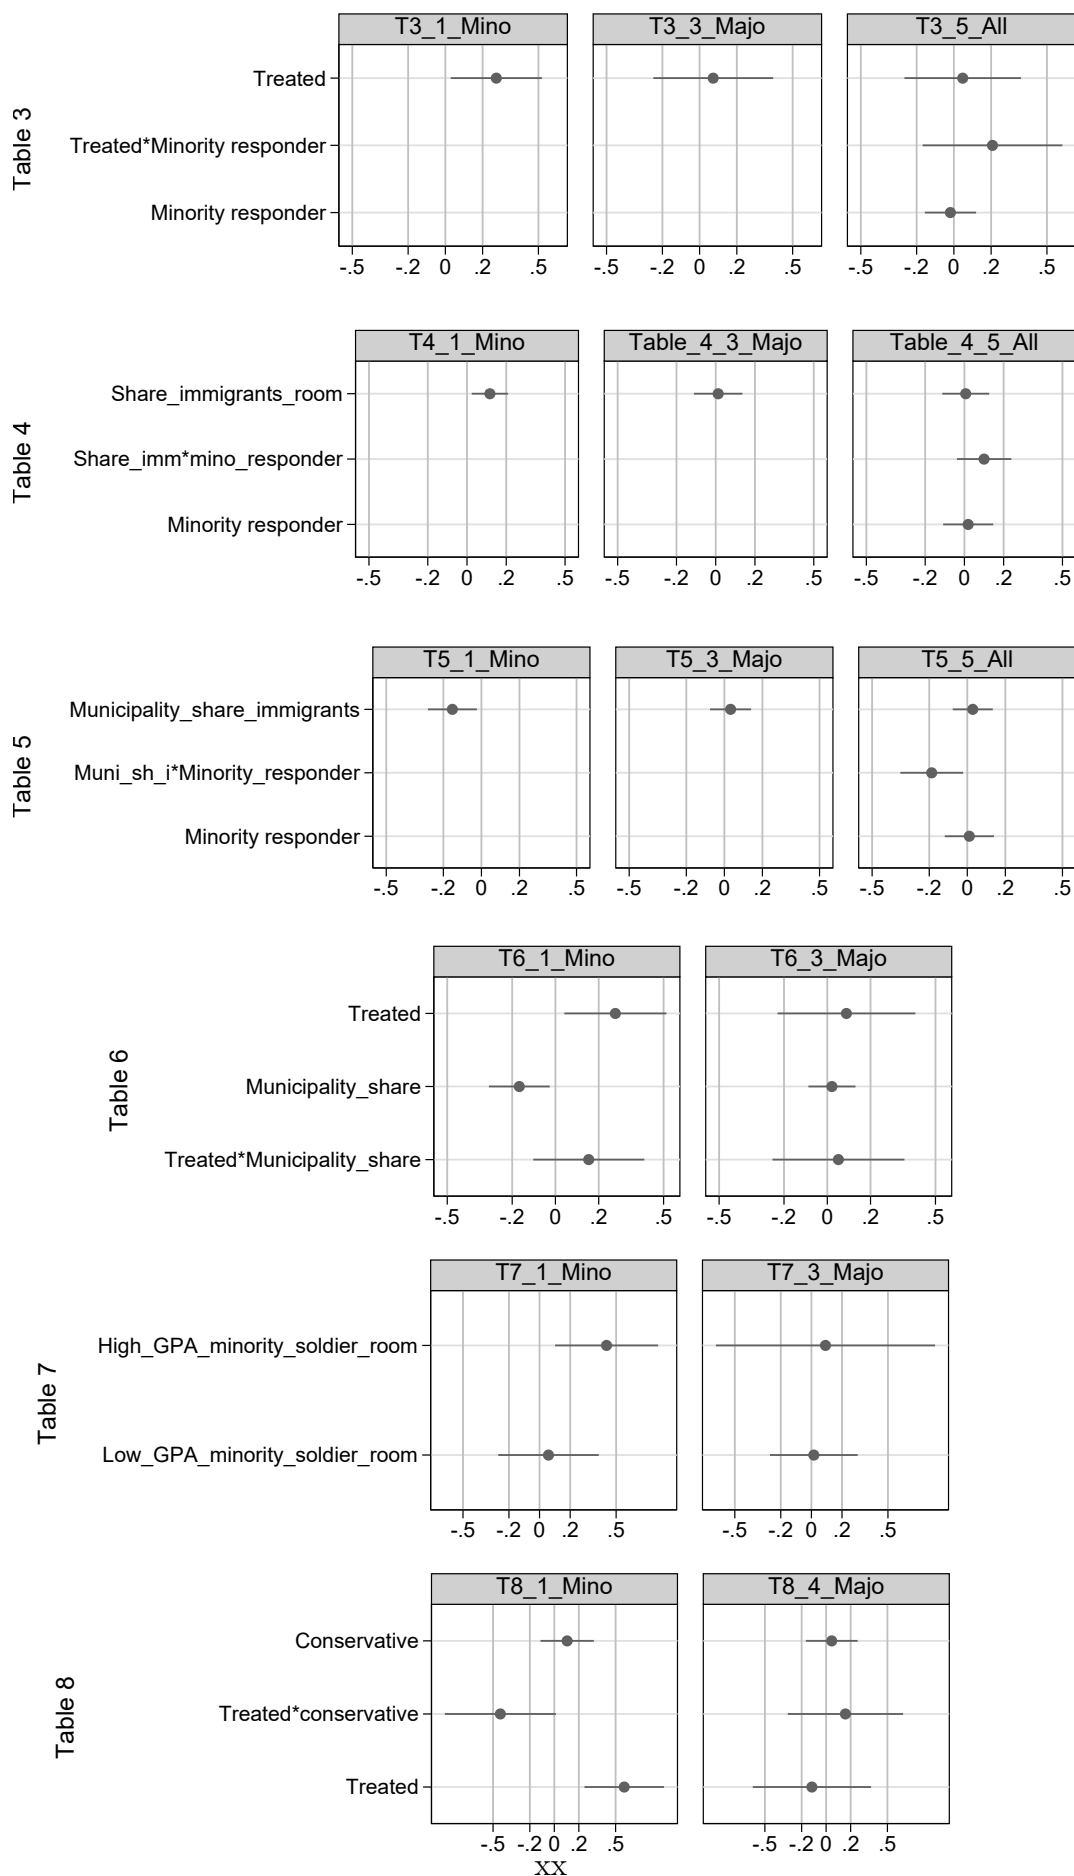 T3_1_Mino T3_3_Majo T3_5_All
Table 3
Treated
Treated*Minority responder
Minority responder
-.5 -.2 0 .2 .5 -.5 -.2 0 .2 .5 -.5 -.2 0 .2 .5
T4_1_Mino Table_4_3_Majo Table_4_5_All
Table 4
Share_immigrants_room
Share_imm*mino_responder
Minority responder
-.5 -.2 0 .2 .5 -.5 -.2 0 .2 .5 -.5 -.2 0 .2 .5
T5_1_Mino T5_3_Majo T5_5_All
Table 5
Municipality_share_immigrants
Muni_sh_i*Minority_responder
Minority responder
-.5 -.2 0 .2 .5 -.5 -.2 0 .2 .5 -.5 -.2 0 .2 .5
T6_1_Mino T6_3_Majo
Table 6
Treated
Municipality_share
Treated*Municipality_share
-.5 -.2 0 .2 .5 -.5 -.2 0 .2 .5
T7_1_Mino T7_3_Majo
Table 7
High_GPA_minority_soldier_room
Low_GPA_minority_soldier_room
-.5 -.2 0 .2 .5 -.5 -.2 0 .2 .5
T8_1_Mino T8_4_Majo
Table 8
Conservative
Treated*conservative
Treated
-.5 -.2 0 .2 .5 -.5 -.2 0 .2 .5
xx